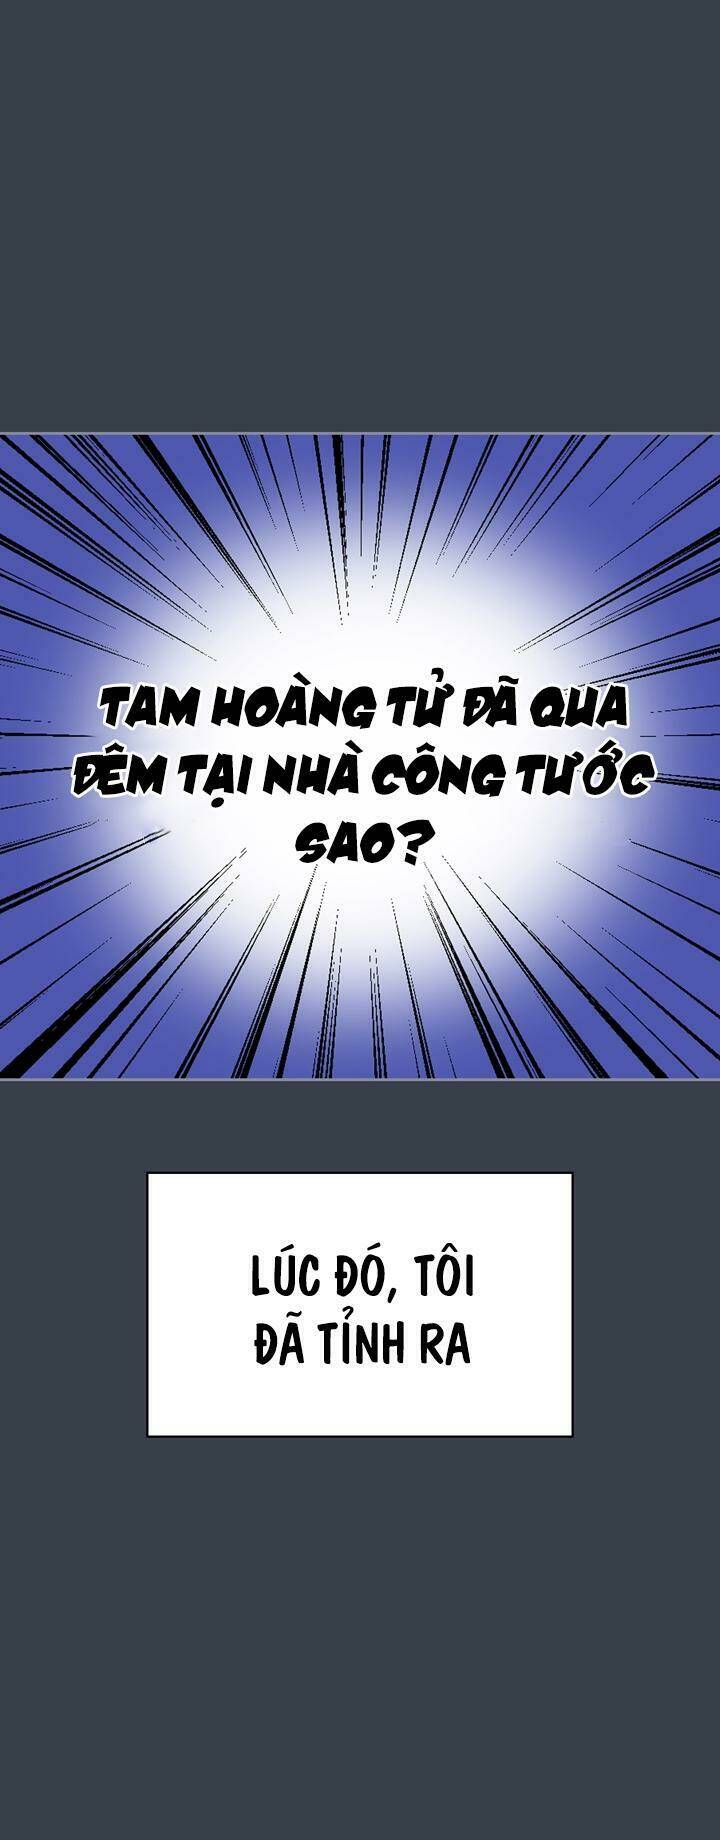 TAM HOÀNG TỬ ĐÃ QUA
ĐÊM TẠI NHÀ CÔNG TƯỚC
SAO?
LÚC ĐÓ, TÔI
ĐÃ TỈNH RA